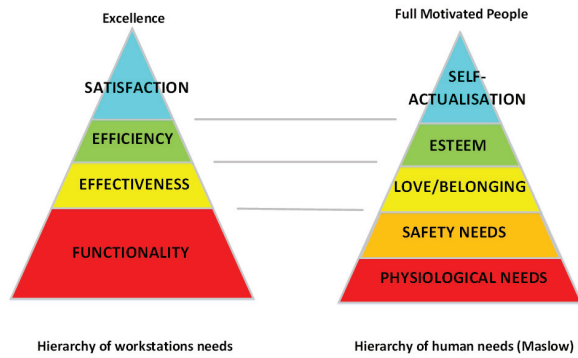 Excellence
SATISFACTION
EFFICIENCY
EFFECTIVENESS
FUNCTIONALITY
Hierarchy of workstations needs
Full Motivated People
SELF-
ACTUALISATION
ESTEEM
LOVE/BELONGING
SAFETY NEEDS
PHYSIOLOGICAL NEEDS
Hierarchy of human needs (Maslow)